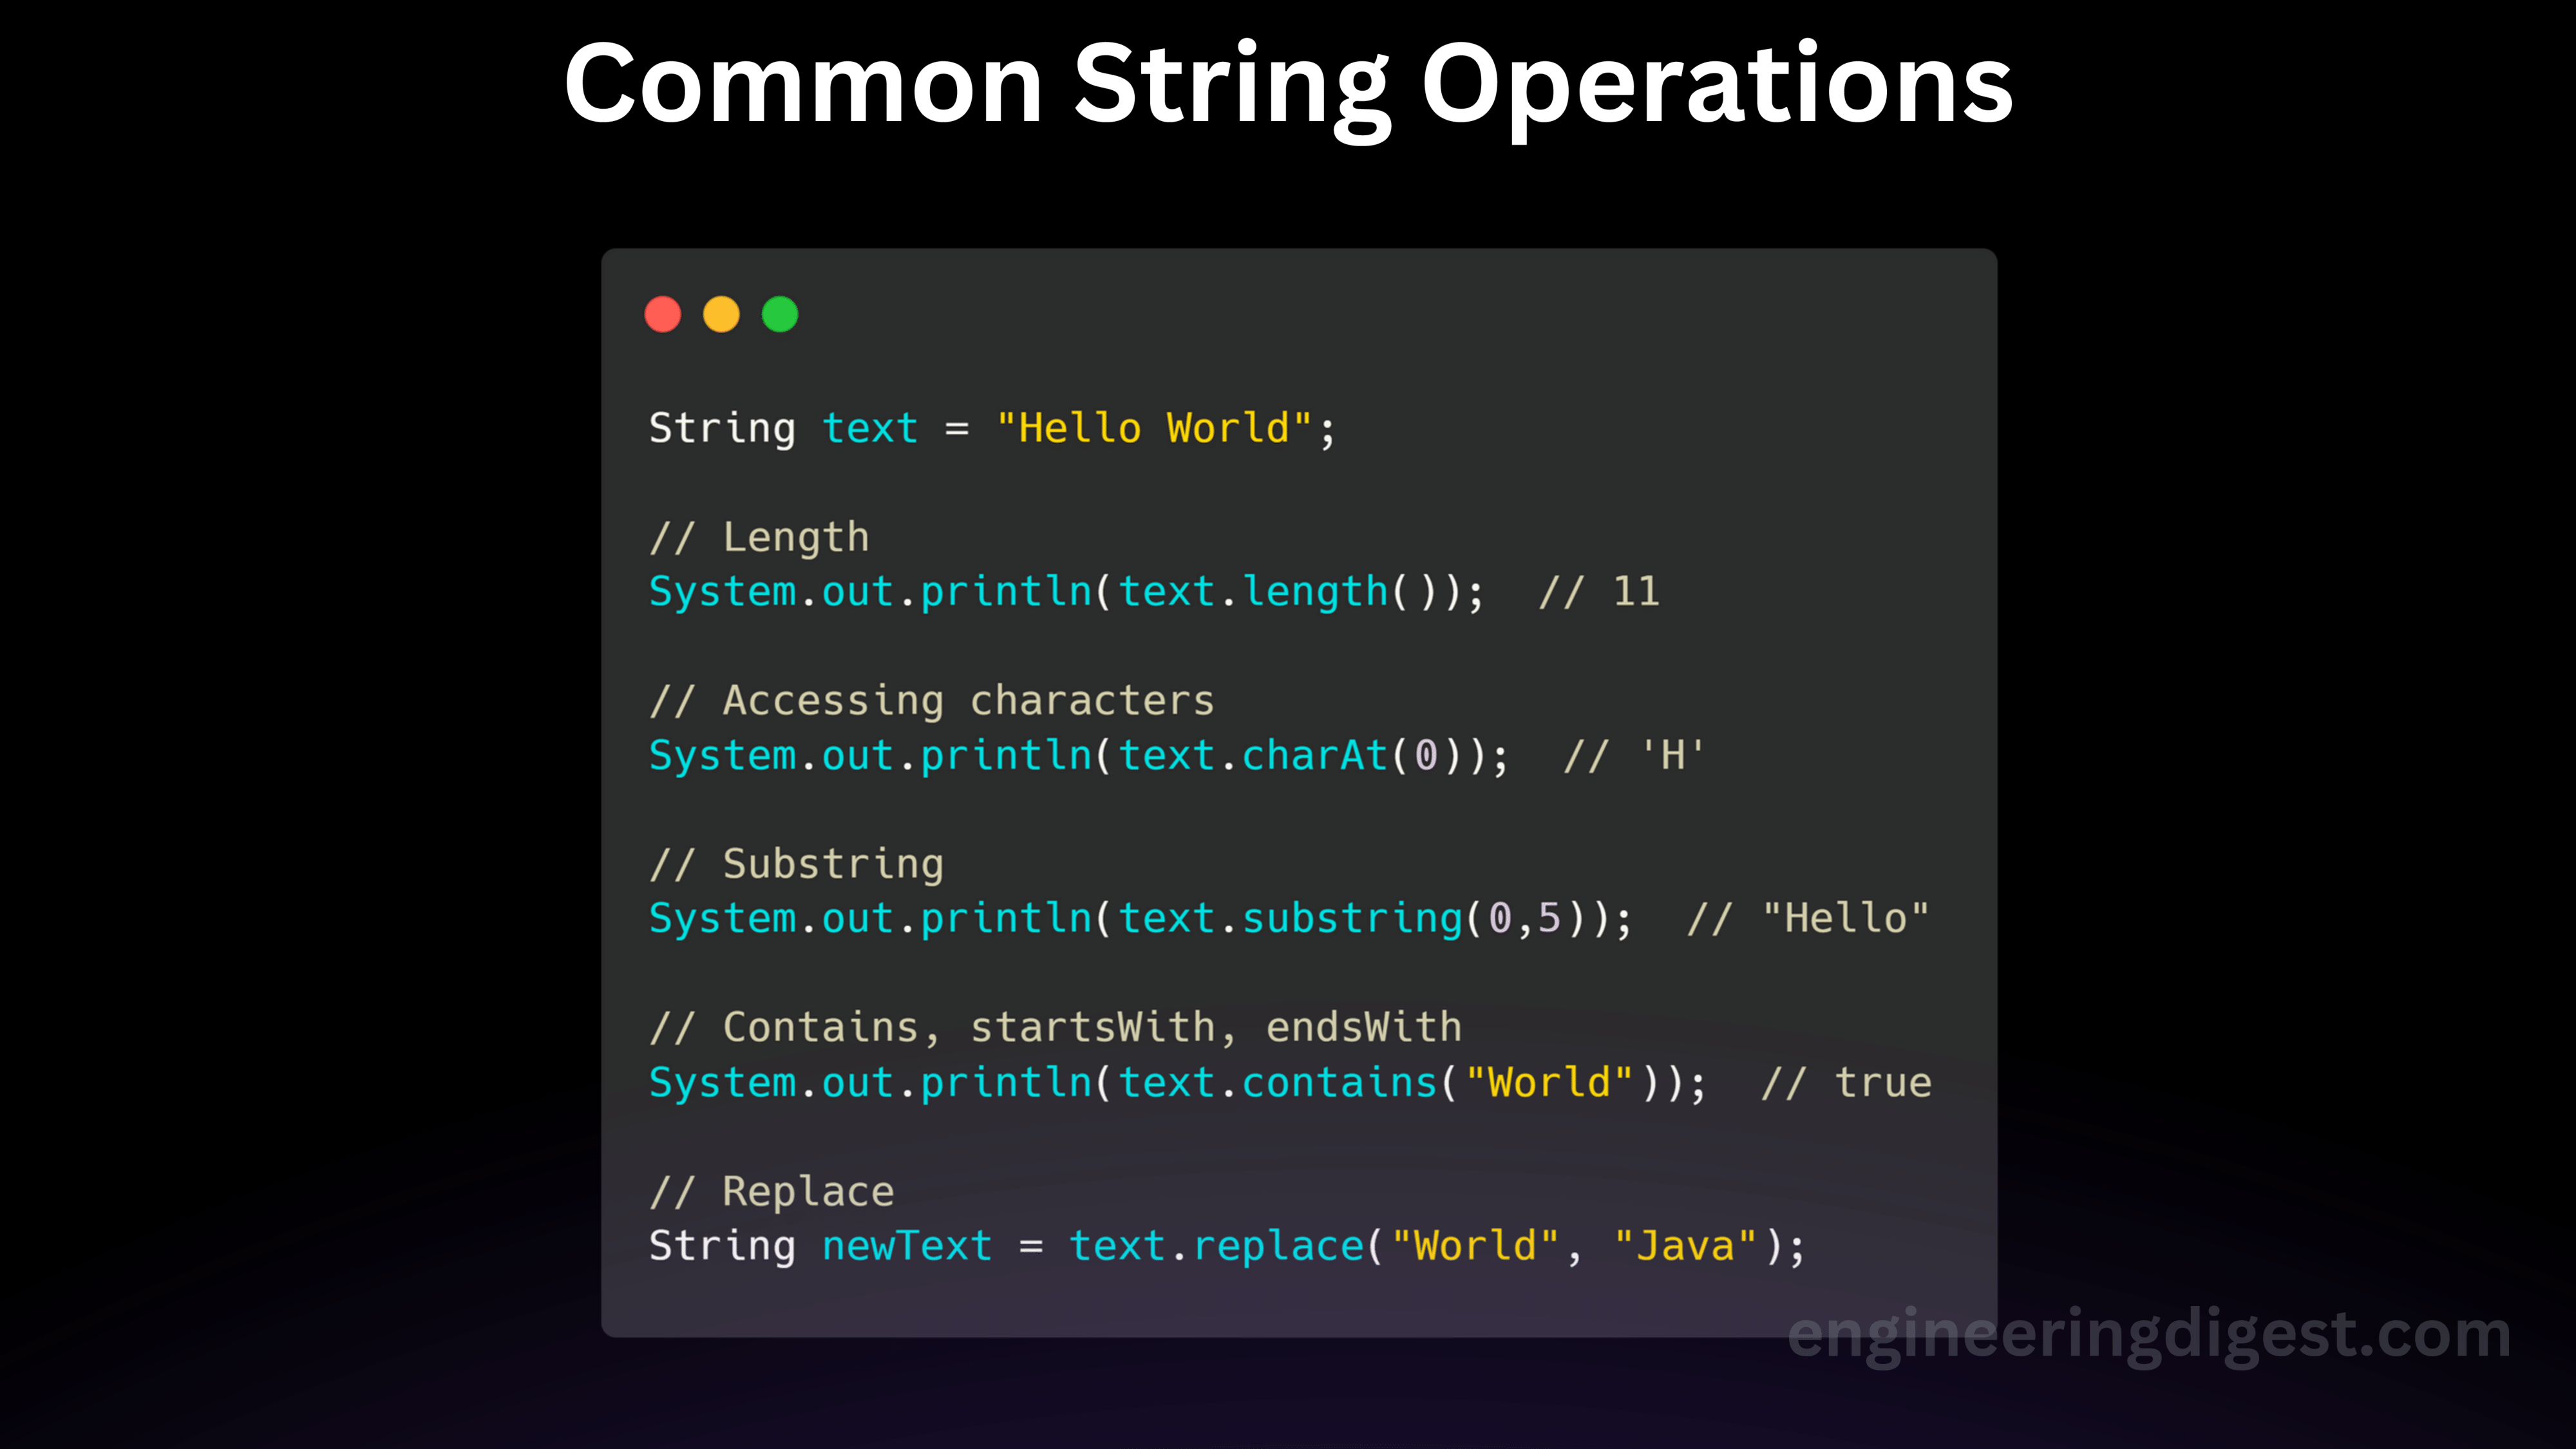 Common String Operations
String text = "Hello World";
// Length
System.out.println(text.length());  // 11
// Accessing characters
System.out.println(text.charAt(0));  // 'H'
// Substring
System.out.println(text.substring(0,5));  // "Hello"
// Contains, startsWith, endsWith
System.out.println(text.contains("World"));  // true
// Replace
String newText = text.replace("World", "Java");
engineeringdigest.com